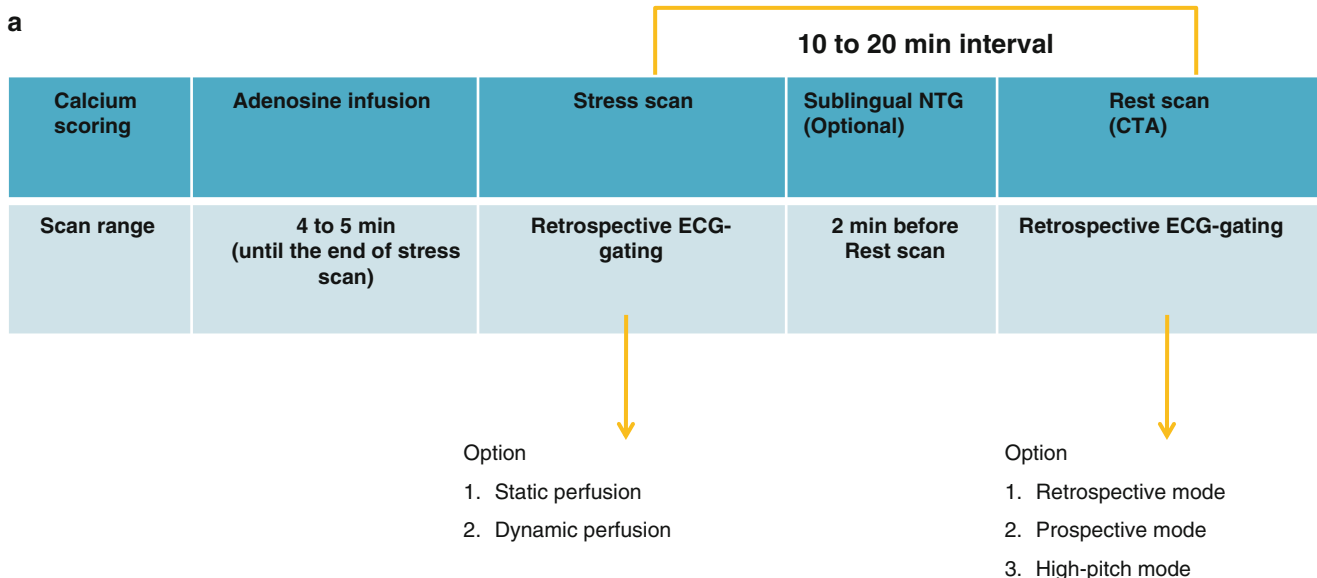 a
10 to 20 min interval
Calcium
scoring
Adenosine infusion
Stress scan
Sublingual NTG
(Optional)
Rest scan
(CTA)
Scan range
4 to 5 min
(until the end of stress
scan)
Retrospective ECG-
gating
2 min before
Rest scan
Retrospective ECG-gating
Option
1. Static perfusion
2. Dynamic perfusion
Option
1. Retrospective mode
2. Prospective mode
3. High-pitch mode